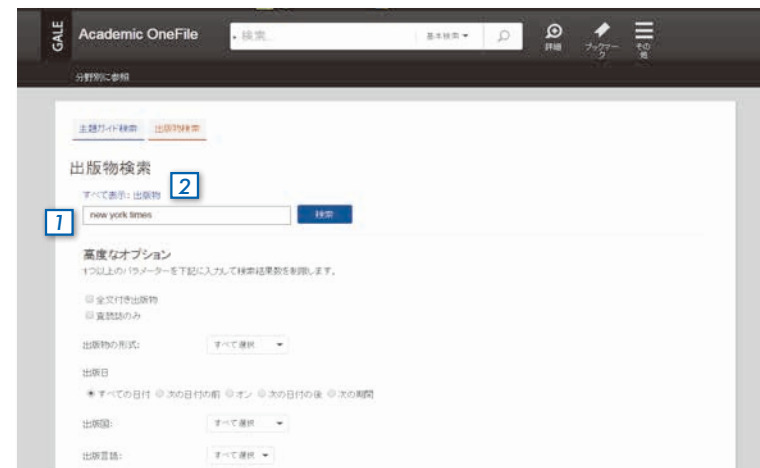 GALE
Academic OneFile
検索...
基本検索
詳細
ブックマーク
その他
分野別に参照
主題ガイド検索 出版物検索
出版物検索
すべて表示: 出版物
2
1
new york times
検索
高度なオプション
1つ以上のパラメーターを下記に入力して検索結果数を制限します。
全文付き出版物
査読誌のみ
出版物の形式: すべて選択
出版日
すべての日付 次の日付の前 オン 次の日付の後 次の期間
出版国: すべて選択
出版言語: すべて選択